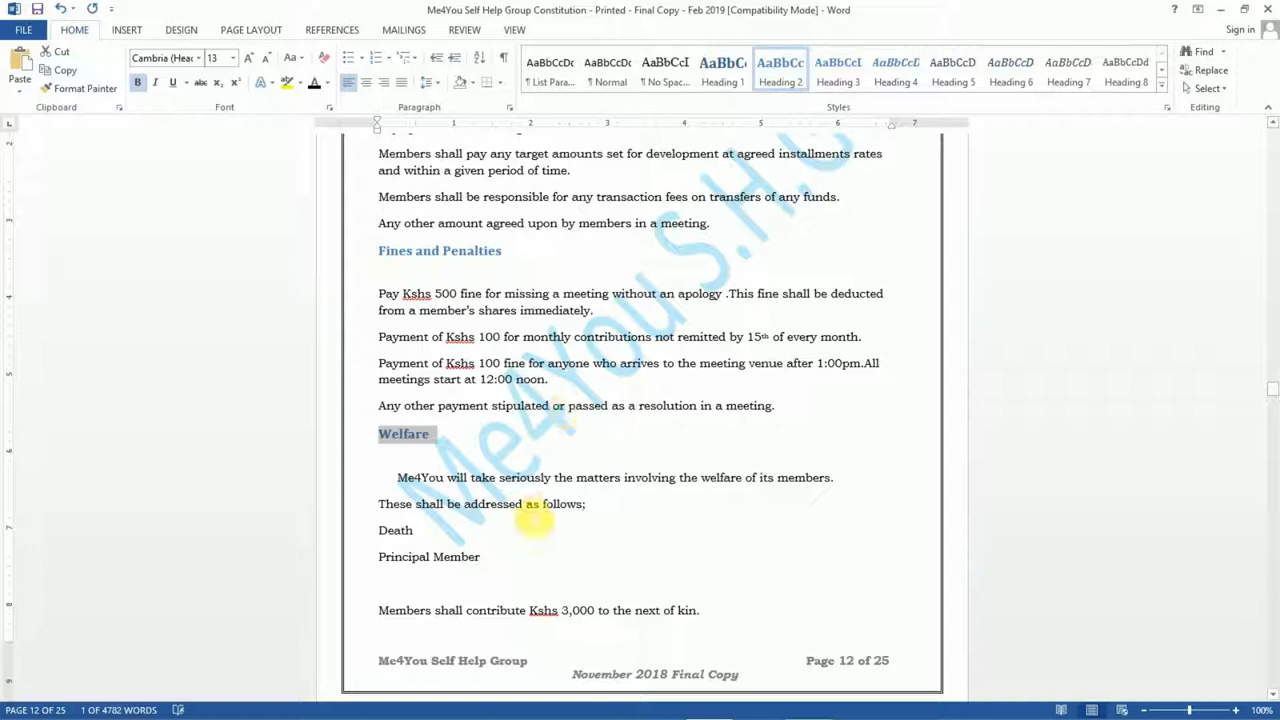 Me4You Self Help Group Constitution - Printed - Final Copy - Feb 2019 [Compatibility Mode] - Word
FILE HOME INSERT DESIGN PAGE LAYOUT REFERENCES MAILINGS REVIEW VIEW Sign in
Paste Cut Copy Format Painter
Cambria (Hea 13
AaBbCcDc AaBbCcDc AaBbCcI AaBbC AaBbCc AaBbCcI AaBbCcD AaBbCcD AaBbCcD AaBbCcD AaBbCcDd
¶ List Para... ¶ Normal ¶ No Spac... Heading 1 Heading 2 Heading 3 Heading 4 Heading 5 Heading 6 Heading 7 Heading 8
Find Replace Select
Clipboard Font Paragraph Styles Editing
1 2 3 4 5 6 7
Members shall pay any target amounts set for development at agreed installments rates
and within a given period of time.
Members shall be responsible for any transaction fees on transfers of any funds.
Any other amount agreed upon by members in a meeting.
Fines and Penalties
Pay Kshs 500 fine for missing a meeting without an apology .This fine shall be deducted
from a member's shares immediately.
Payment of Kshs 100 for monthly contributions not remitted by 15th of every month.
Payment of Kshs 100 fine for anyone who arrives to the meeting venue after 1:00pm.All
meetings start at 12:00 noon.
Any other payment stipulated or passed as a resolution in a meeting.
Welfare
Me4You will take seriously the matters involving the welfare of its members.
These shall be addressed as follows;
Death
Principal Member
Members shall contribute Kshs 3,000 to the next of kin.
Me4You Self Help Group Page 12 of 25
November 2018 Final Copy
Me4You S.H.G
PAGE 12 OF 25 1 OF 4782 WORDS 100%